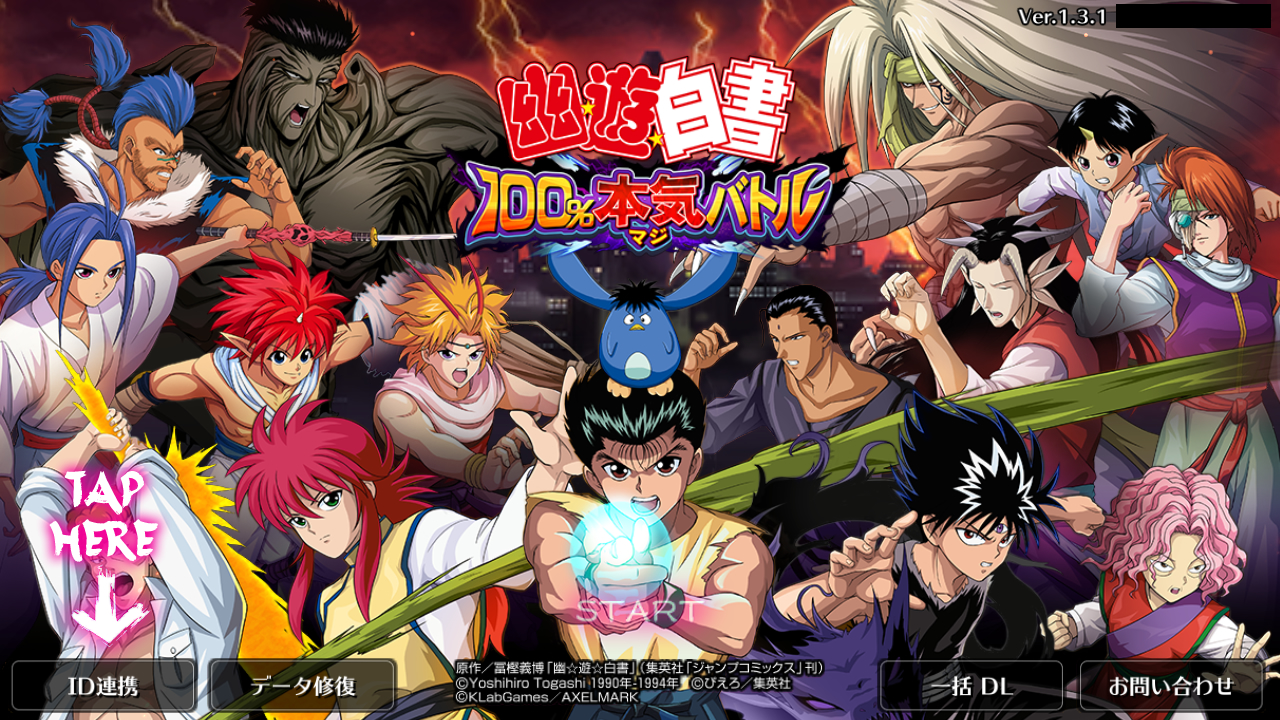 Ver.1.3.1
幽☆遊☆白書
100%本気バトル
マジ
TAP
HERE
START
原作／冨樫義博「幽☆遊☆白書」(集英社「ジャンプコミックス」刊)
©Yoshihiro Togashi 1990年-1994年 ©ぴえろ／集英社
©KLabGames／AXELMARK
ID連携
データ修復
一括 DL
お問い合わせ